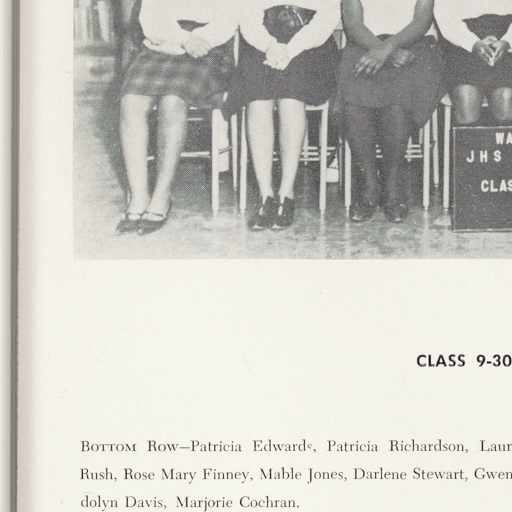 WA
JHS
CLAS
CLASS 9-30
BOTTOM Row—Patricia Edwards, Patricia Richardson, Laur
Rush, Rose Mary Finney, Mable Jones, Darlene Stewart, Gwen
dolyn Davis, Marjorie Cochran.